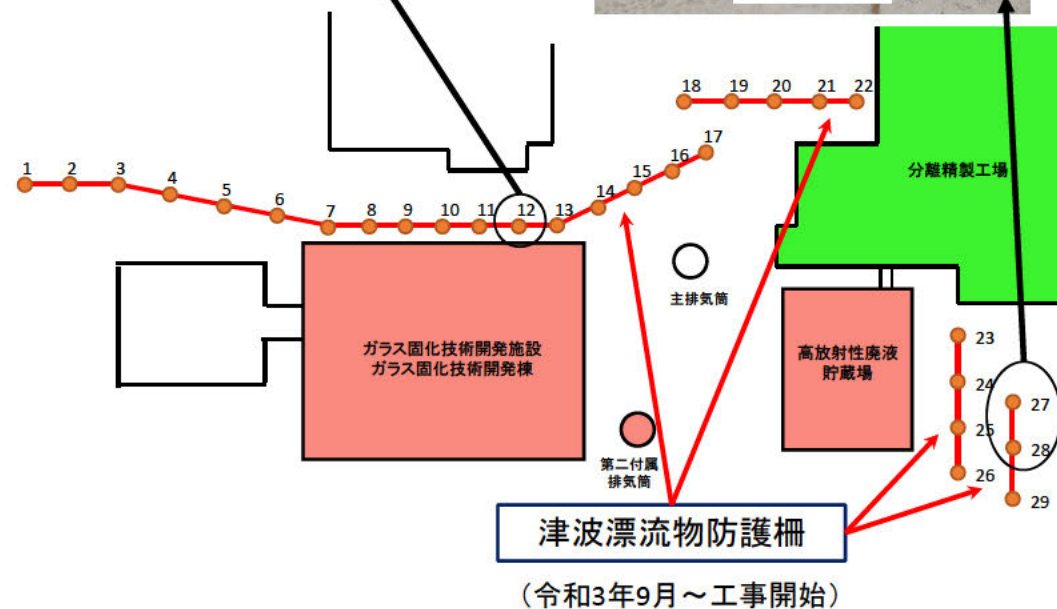 18 19 20 21 22
17
16
15
14
13
1 2 3
4
5
6
7 8 9 10 11 12
分離精製工場
主排気筒
ガラス固化技術開発施設
ガラス固化技術開発棟
高放射性廃液
貯蔵場
23
24
25
26
27
28
29
第二付属
排気筒
津波漂流物防護柵
（令和3年9月～工事開始）